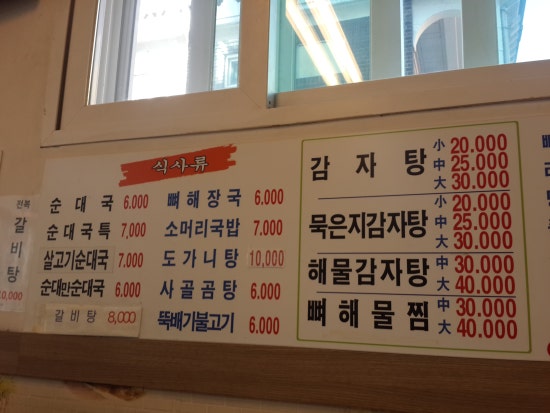 식사류
순대국 6.000
순대국특 7.000
살고기순대국 7.000
순대만순대국 6.000
갈비탕 8,000
뼈해장국 6.000
소머리국밥 7.000
도가니탕 10,000
사골곰탕 6.000
뚝배기불고기 6.000
감자탕
小 20.000
中 25.000
大 30.000
묵은지감자탕
小 20.000
中 25.000
大 30.000
해물감자탕
中 30.000
大 40.000
뼈해물찜
中 30.000
大 40.000
전복
갈비탕